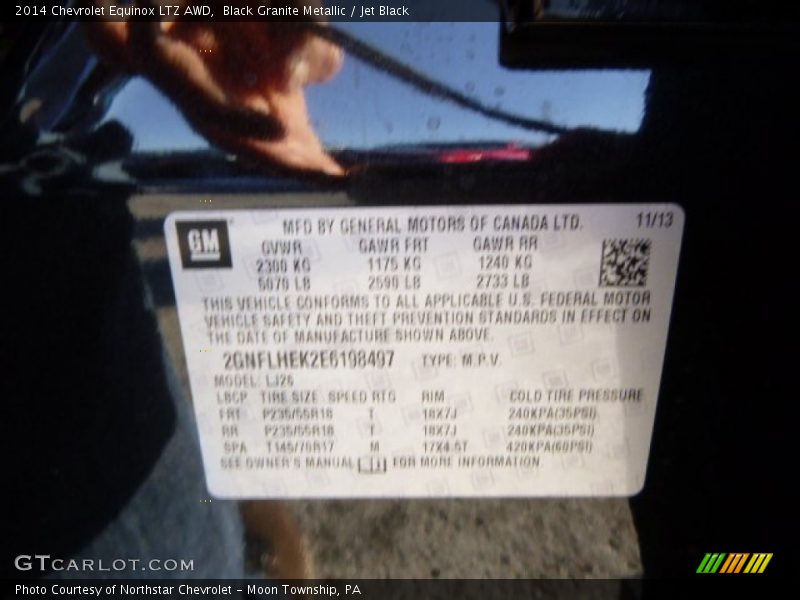 2014 Chevrolet Equinox LTZ AWD, Black Granite Metallic / Jet Black
GM MFD BY GENERAL MOTORS OF CANADA LTD. 11/13
GVWR GAWR FRT GAWR RR
2300 KG 1175 KG 1240 KG
5070 LB 2590 LB 2733 LB
THIS VEHICLE CONFORMS TO ALL APPLICABLE U.S. FEDERAL MOTOR
VEHICLE SAFETY AND THEFT PREVENTION STANDARDS IN EFFECT ON
THE DATE OF MANUFACTURE SHOWN ABOVE.
2GNFLHEK2E6198497 TYPE: M.P.V.
MODEL: LJ26
LBCP TIRE SIZE SPEED RTG RIM COLD TIRE PRESSURE
FRT P235/55R18 T 18X7J 240KPA(35PSI)
RR P235/55R18 T 18X7J 240KPA(35PSI)
SPA T145/70R17 M 17X4.5T 420KPA(60PSI)
SEE OWNER'S MANUAL FOR MORE INFORMATION
GTCARLOT.COM
Photo Courtesy of Northstar Chevrolet - Moon Township, PA